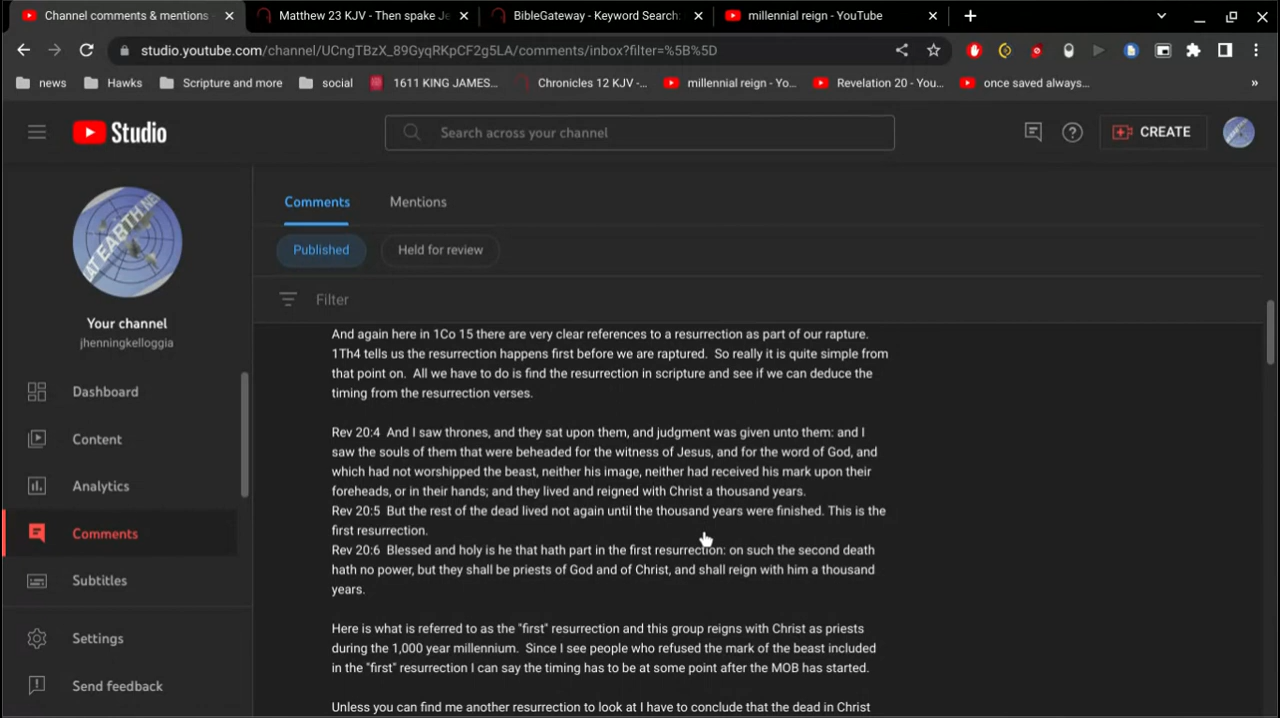 Channel comments & mentions -
Matthew 23 KJV - Then spake Je
BibleGateway - Keyword Search:
millennial reign - YouTube
studio.youtube.com/channel/UCngTBzX_89GyqRKpCF2g5LA/comments/inbox?filter=%5B%5D
news
Hawks
Scripture and more
social
1611 KING JAMES...
Chronicles 12 KJV -...
millennial reign - Yo...
Revelation 20 - You...
once saved always...
»
Studio
Search across your channel
CREATE
AT EARTH NE
Your channel
jhenningkelloggia
Dashboard
Content
Analytics
Comments
Subtitles
Settings
Send feedback
Comments
Mentions
Published
Held for review
Filter
And again here in 1Co 15 there are very clear references to a resurrection as part of our rapture.
1Th4 tells us the resurrection happens first before we are raptured. So really it is quite simple from
that point on. All we have to do is find the resurrection in scripture and see if we can deduce the
timing from the resurrection verses.
Rev 20:4 And I saw thrones, and they sat upon them, and judgment was given unto them: and I
saw the souls of them that were beheaded for the witness of Jesus, and for the word of God, and
which had not worshipped the beast, neither his image, neither had received his mark upon their
foreheads, or in their hands; and they lived and reigned with Christ a thousand years.
Rev 20:5 But the rest of the dead lived not again until the thousand years were finished. This is the
first resurrection.
Rev 20:6 Blessed and holy is he that hath part in the first resurrection: on such the second death
hath no power, but they shall be priests of God and of Christ, and shall reign with him a thousand
years.
Here is what is referred to as the "first" resurrection and this group reigns with Christ as priests
during the 1,000 year millennium. Since I see people who refused the mark of the beast included
in the "first" resurrection I can say the timing has to be at some point after the MOB has started.
Unless you can find me another resurrection to look at I have to conclude that the dead in Christ